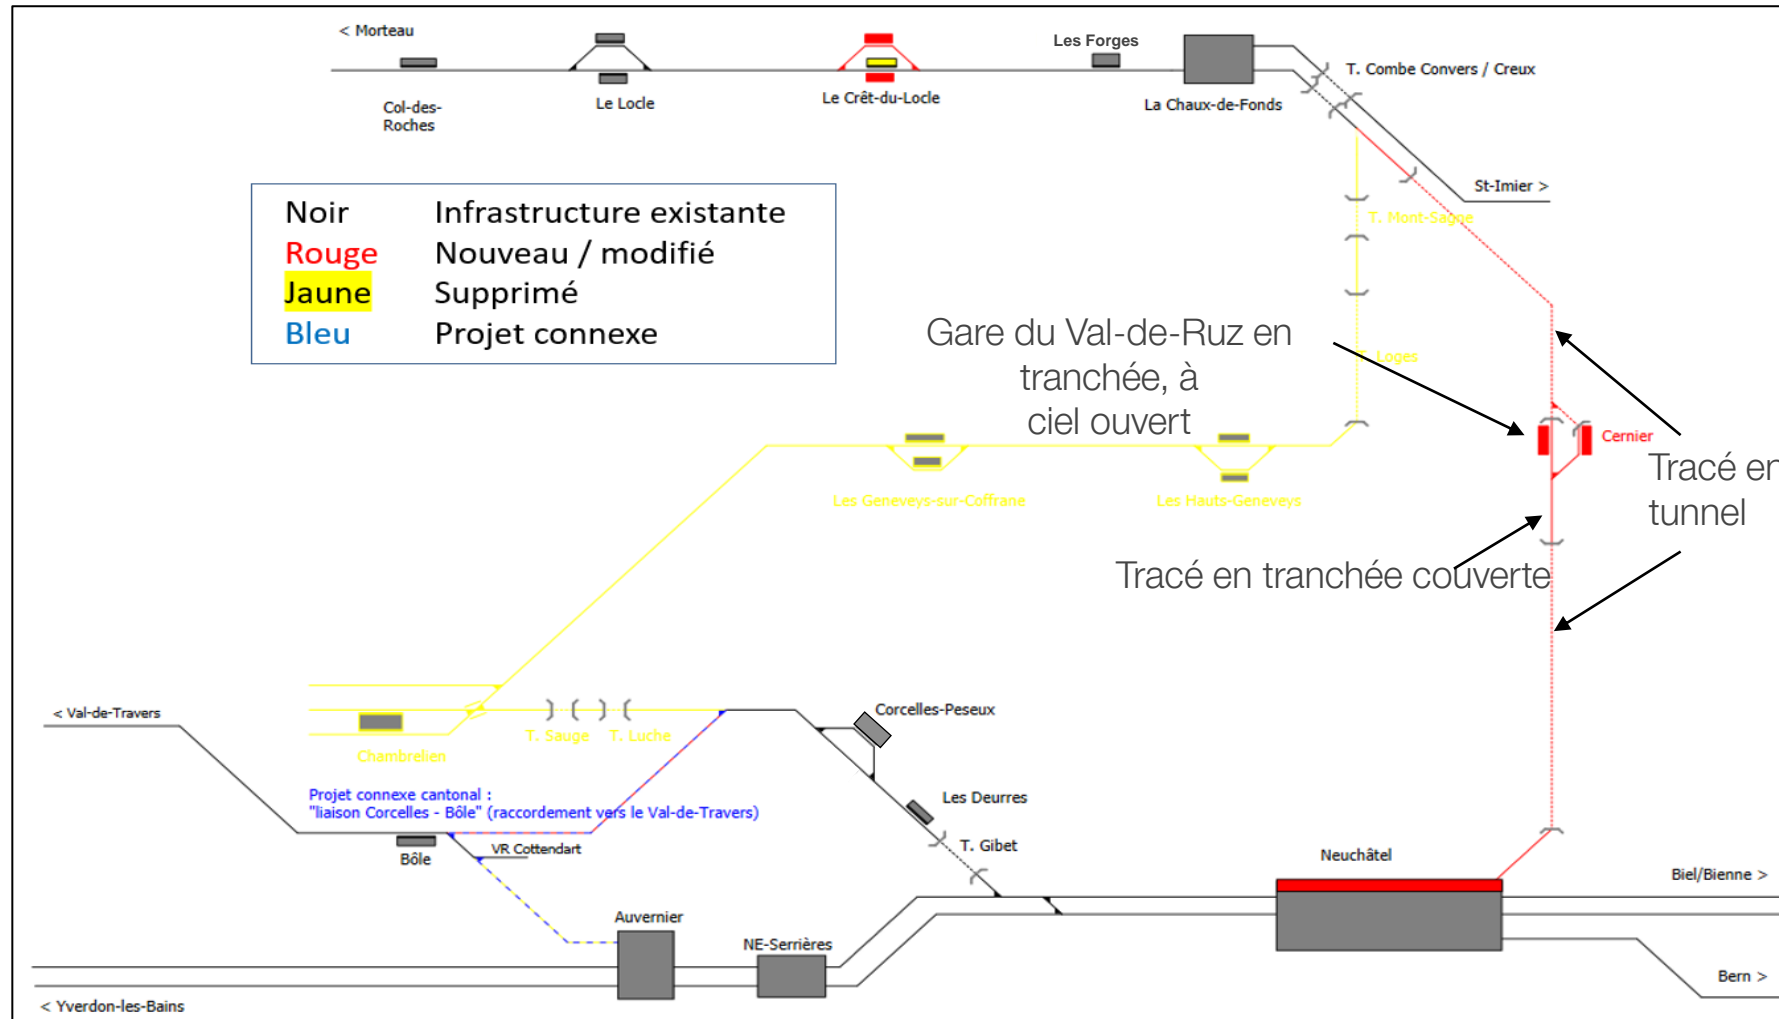 < Morteau
Les Forges
T. Combe Convers / Creux
Col-des-
Roches
Le Locle
Le Crêt-du-Locle
La Chaux-de-Fonds
St-Imier >
Noir Infrastructure existante
Rouge Nouveau / modifié
Jaune Supprimé
Bleu Projet connexe
T. Mont-Sagne
Gare du Val-de-Ruz en
tranchée, à
ciel ouvert
T. Loges
Cernier
Tracé en
tunnel
Les Geneveys-sur-Coffrane
Les Hauts-Geneveys
Tracé en tranchée couverte
< Val-de-Travers
Corcelles-Peseux
T. Sauge
T. Luche
Chambrelien
Projet connexe cantonal :
"liaison Corcelles - Bôle" (raccordement vers le Val-de-Travers)
Les Deurres
VR Cottendart
Bôle
T. Gibet
Neuchâtel
Biel/Bienne >
Auvernier
NE-Serrières
Bern >
< Yverdon-les-Bains